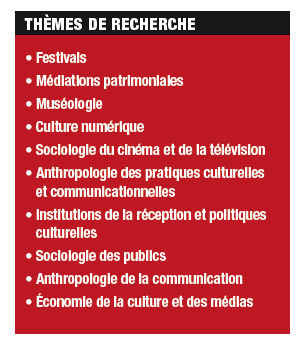 THÈMES DE RECHERCHE
• Festivals
• Médiations patrimoniales
• Muséologie
• Culture numérique
• Sociologie du cinéma et de la télévision
• Anthropologie des pratiques culturelles
et communicationnelles
• Institutions de la réception et politiques
culturelles
• Sociologie des publics
• Anthropologie de la communication
• Économie de la culture et des médias